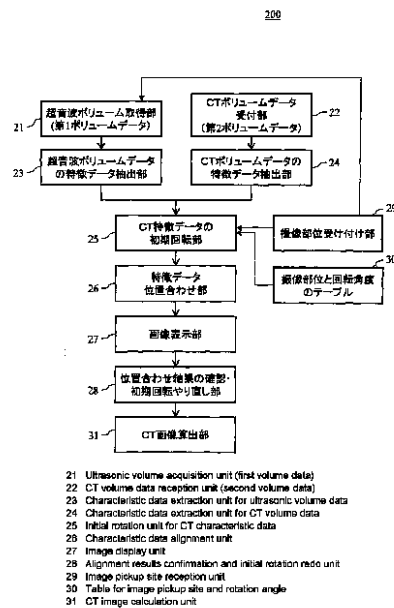 200
超音波ボリューム取得部
(第1ボリュームデータ)
21
CTボリュームデータ
受付部
(第2ボリュームデータ)
22
超音波ボリュームデータ
の特徴データ抽出部
23
CTボリュームデータの
特徴データ抽出部
24
CT特徴データの
初期回転部
25
撮像部位受け付け部
29
特徴データ
位置合わせ部
26
撮像部位と回転角度
のテーブル
30
画像表示部
27
位置合わせ結果の確認・
初期回転やり直し部
28
CT画像算出部
31
21 Ultrasonic volume acquisition unit (first volume data)
22 CT volume data reception unit (second volume data)
23 Characteristic data extraction unit for ultrasonic volume data
24 Characteristic data extraction unit for CT volume data
25 Initial rotation unit for CT characteristic data
26 Characteristic data alignment unit
27 Image display unit
28 Alignment results confirmation and initial rotation redo unit
29 Image pickup site reception unit
30 Table for image pickup site and rotation angle
31 CT image calculation unit